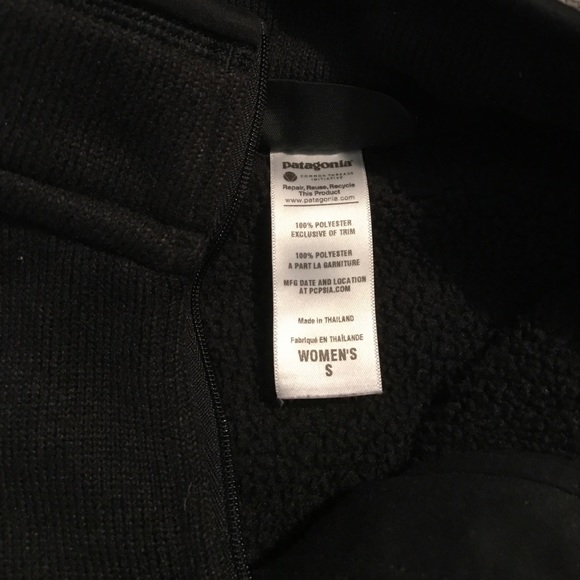 patagonia
COMMON THREADS
INITIATIVE
Repair, Reuse, Recycle
This Product
www.patagonia.com
100% POLYESTER
EXCLUSIVE OF TRIM
100% POLYESTER
A PART LA GARNITURE
MFG DATE AND LOCATION
AT PCPSIA.COM
Made in THAILAND
Fabriqué EN THAÏLANDE
WOMEN'S
S